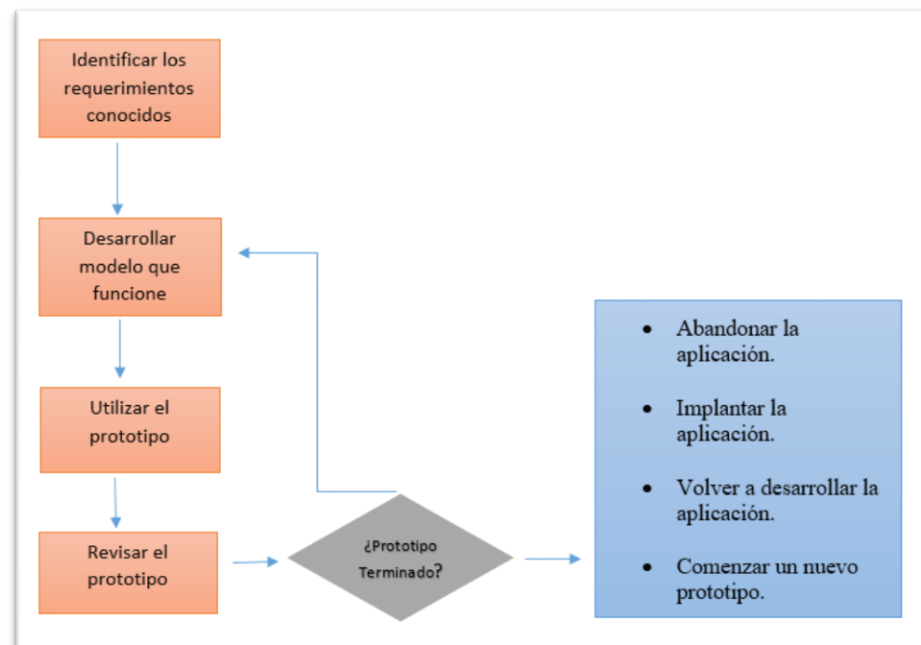 Identificar los
requerimientos
conocidos
Desarrollar
modelo que
funcione
Utilizar el
prototipo
Revisar el
prototipo
¿Prototipo
Terminado?
• Abandonar la
aplicación.
• Implantar la
aplicación.
• Volver a desarrollar la
aplicación.
• Comenzar un nuevo
prototipo.